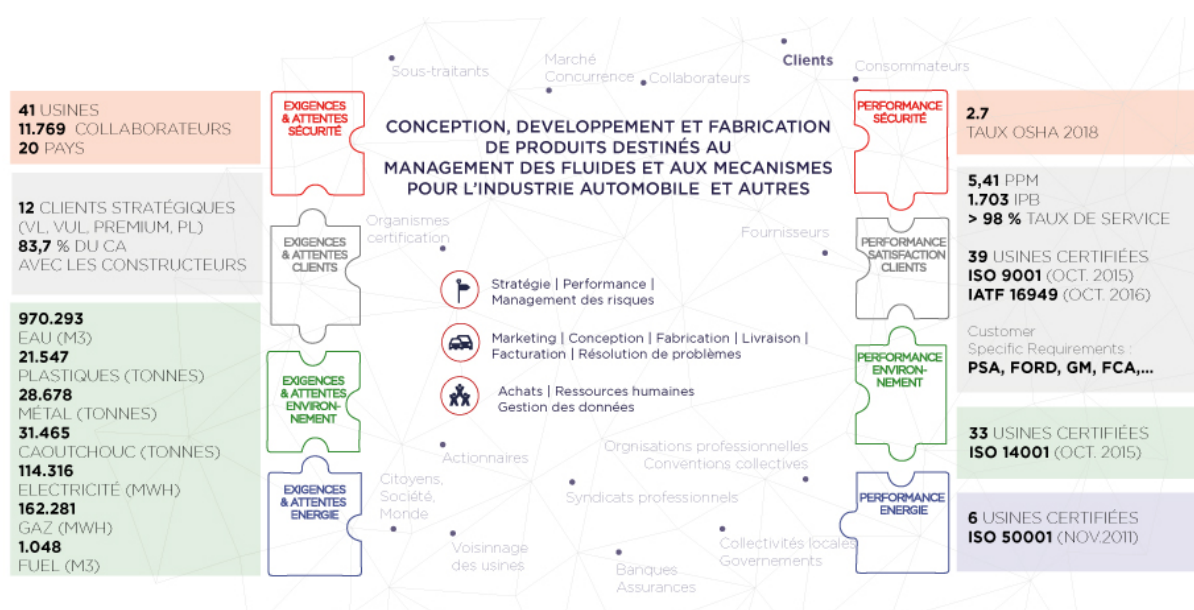 41 USINES
11.769 COLLABORATEURS
20 PAYS
12 CLIENTS STRATÉGIQUES
(VL, VUL, PREMIUM, PL)
83,7 % DU CA
AVEC LES CONSTRUCTEURS
970.293
EAU (M3)
21.547
PLASTIQUES (TONNES)
28.678
MÉTAL (TONNES)
31.465
CAOUTCHOUC (TONNES)
114.316
ELECTRICITÉ (MWH)
162.281
GAZ (MWH)
1.048
FUEL (M3)
EXIGENCES
& ATTENTES
SÉCURITÉ
EXIGENCES
& ATTENTES
CLIENTS
EXIGENCES
& ATTENTES
ENVIRON-
NEMENT
EXIGENCES
& ATTENTES
ENERGIE
Sous-traitants
Marché
Concurrence
Collaborateurs
Clients
Consommateurs
CONCEPTION, DEVELOPPEMENT ET FABRICATION
DE PRODUITS DESTINÉS AU
MANAGEMENT DES FLUIDES ET AUX MECANISMES
POUR L'INDUSTRIE AUTOMOBILE ET AUTRES
Organismes
certification
Fournisseurs
Stratégie | Performance |
Management des risques
Marketing | Conception | Fabrication | Livraison |
Facturation | Résolution de problèmes
Achats | Ressources humaines
Gestion des données
Actionnaires
Orgnisations professionnelles
Conventions collectives
Citoyens,
Société,
Monde
Syndicats professionnels
Voisinnage
des usines
Banques
Assurances
Collectivités locales
Governements
PERFORMANCE
SÉCURITÉ
PERFORMANCE
SATISFACTION
CLIENTS
PERFORMANCE
ENVIRON-
NEMENT
PERFORMANCE
ENERGIE
2.7
TAUX OSHA 2018
5,41 PPM
1.703 IPB
> 98 % TAUX DE SERVICE
39 USINES CERTIFIÉES
ISO 9001 (OCT. 2015)
IATF 16949 (OCT. 2016)
Customer
Specific Requirements :
PSA, FORD, GM, FCA,...
33 USINES CERTIFIÉES
ISO 14001 (OCT. 2015)
6 USINES CERTIFIÉES
ISO 50001 (NOV.2011)